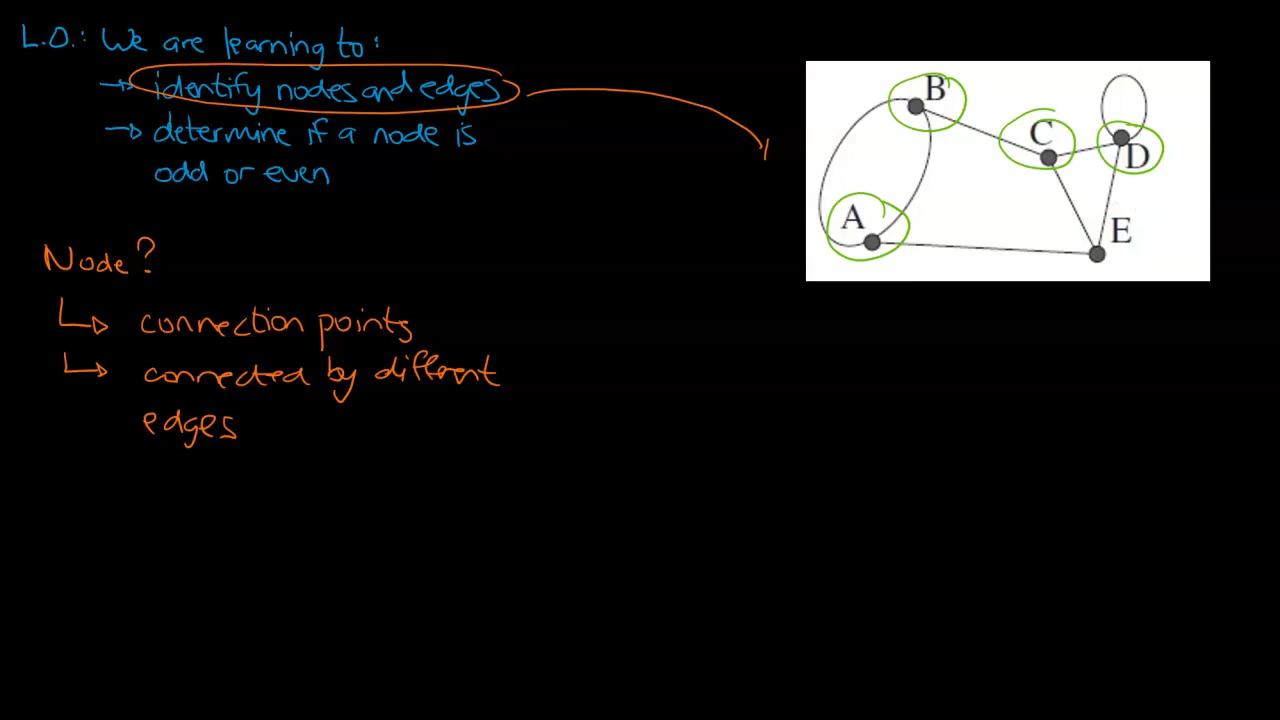 L.O.: We are learning to:
→ identify nodes and edges
→ determine if a node is
odd or even
Node?
connection points
connected by different
edges
B
C
D
A
E